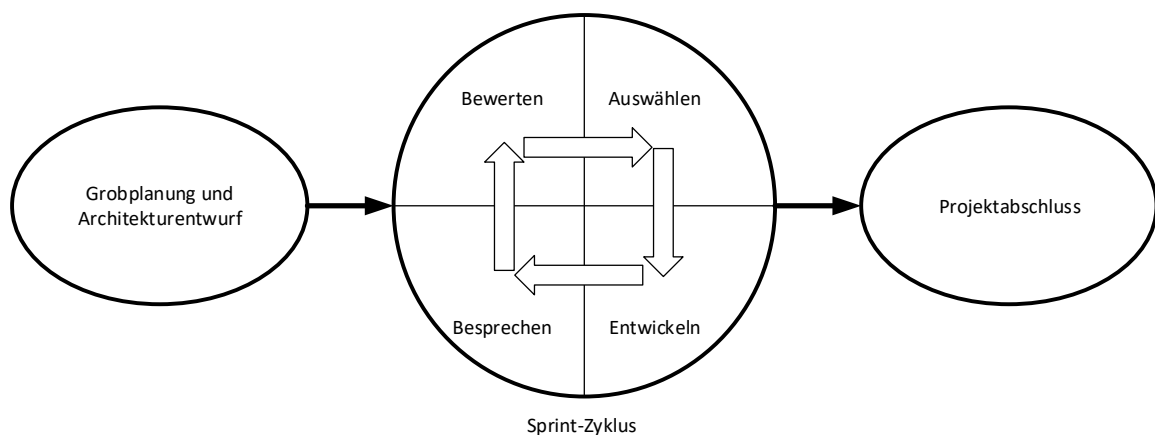 Grobplanung und
Architekturentwurf
Bewerten
Auswählen
Besprechen
Entwickeln
Sprint-Zyklus
Projektabschluss